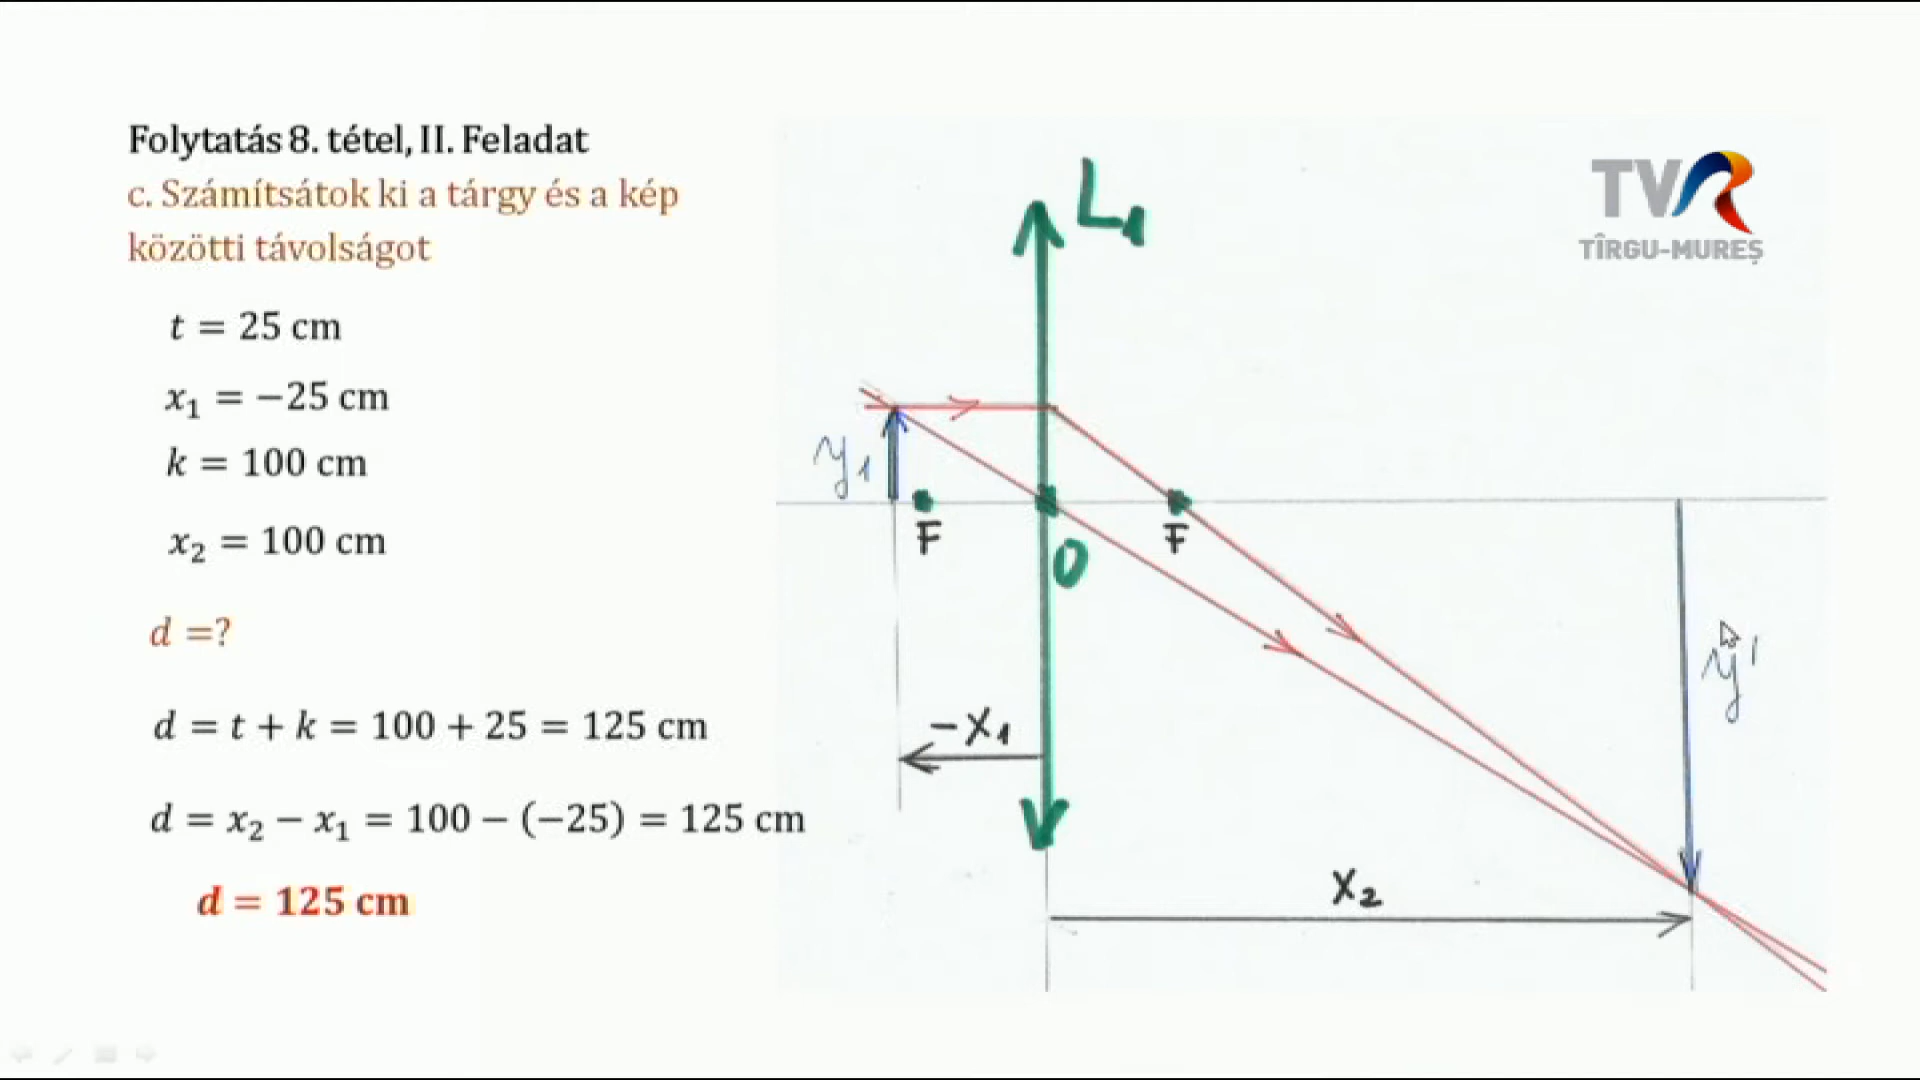 Folytatás 8. tétel, II. Feladat
c. Számítsátok ki a tárgy és a kép
közötti távolságot
t = 25 cm
x₁ = −25 cm
k = 100 cm
x₂ = 100 cm
d =?
d = t + k = 100 + 25 = 125 cm
d = x₂ − x₁ = 100 − (−25) = 125 cm
d = 125 cm
L₁
TVR
TÎRGU-MUREȘ
y₁
F
O
F
y'
-x₁
x₂